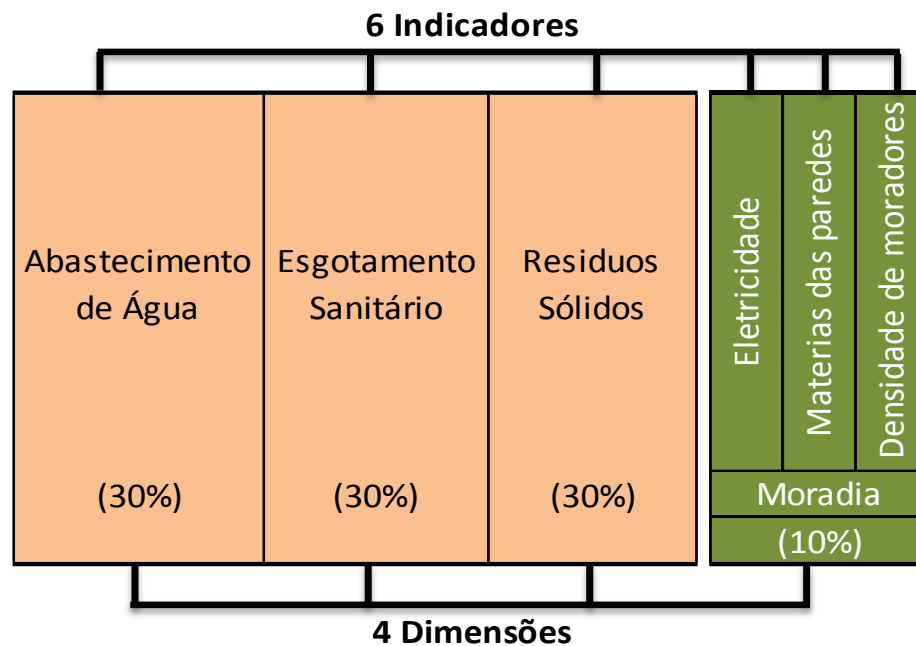 6 Indicadores
Abastecimento
de Água
(30%)
Esgotamento
Sanitário
(30%)
Residuos
Sólidos
(30%)
Eletricidade
Materias das paredes
Densidade de moradores
Moradia
(10%)
4 Dimensões